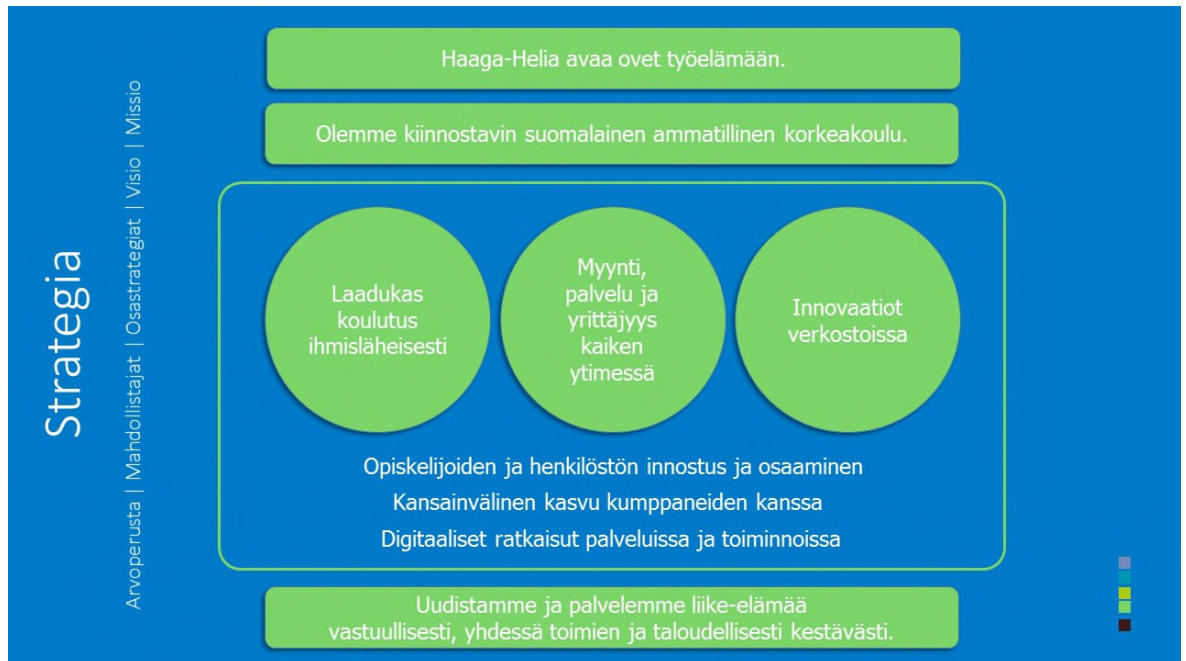 Strategia
Arvoperusta | Mahdollistajat | Osastrategiat | Visio | Missio
Haaga-Helia avaa ovet työelämään.
Olemme kiinnostavin suomalainen ammatillinen korkeakoulu.
Laadukas
koulutus
ihmisläheisesti
Myynti,
palvelu ja
yrittäjyys
kaiken
ytimessä
Innovaatiot
verkostoissa
Opiskelijoiden ja henkilöstön innostus ja osaaminen
Kansainvälinen kasvu kumppaneiden kanssa
Digitaaliset ratkaisut palveluissa ja toiminnoissa
Uudistamme ja palvelemme liike-elämää
vastuullisesti, yhdessä toimien ja taloudellisesti kestävästi.